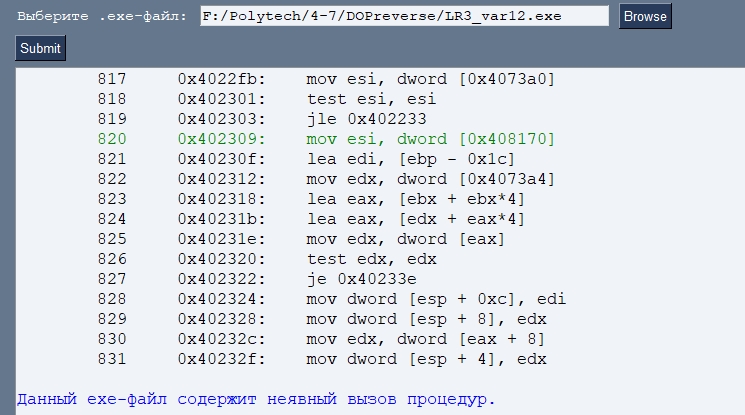 Выберите .exe-файл: F:/Polytech/4-7/DOPreverse/LR3_var12.exe Browse
Submit
817 0x4022fb: mov esi, dword [0x4073a0]
818 0x402301: test esi, esi
819 0x402303: jle 0x402233
820 0x402309: mov esi, dword [0x408170]
821 0x40230f: lea edi, [ebp - 0x1c]
822 0x402312: mov edx, dword [0x4073a4]
823 0x402318: lea eax, [ebx + ebx*4]
824 0x40231b: lea eax, [edx + eax*4]
825 0x40231e: mov edx, dword [eax]
826 0x402320: test edx, edx
827 0x402322: je 0x40233e
828 0x402324: mov dword [esp + 0xc], edi
829 0x402328: mov dword [esp + 8], edx
830 0x40232c: mov edx, dword [eax + 8]
831 0x40232f: mov dword [esp + 4], edx
Данный exe-файл содержит неявный вызов процедур.